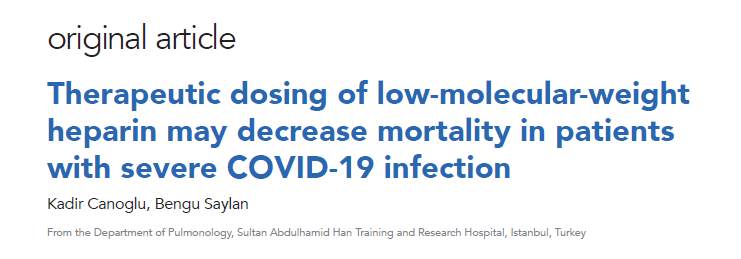 original article
Therapeutic dosing of low-molecular-weight
heparin may decrease mortality in patients
with severe COVID-19 infection
Kadir Canoglu, Bengu Saylan
From the Department of Pulmonology, Sultan Abdulhamid Han Training and Research Hospital, Istanbul, Turkey